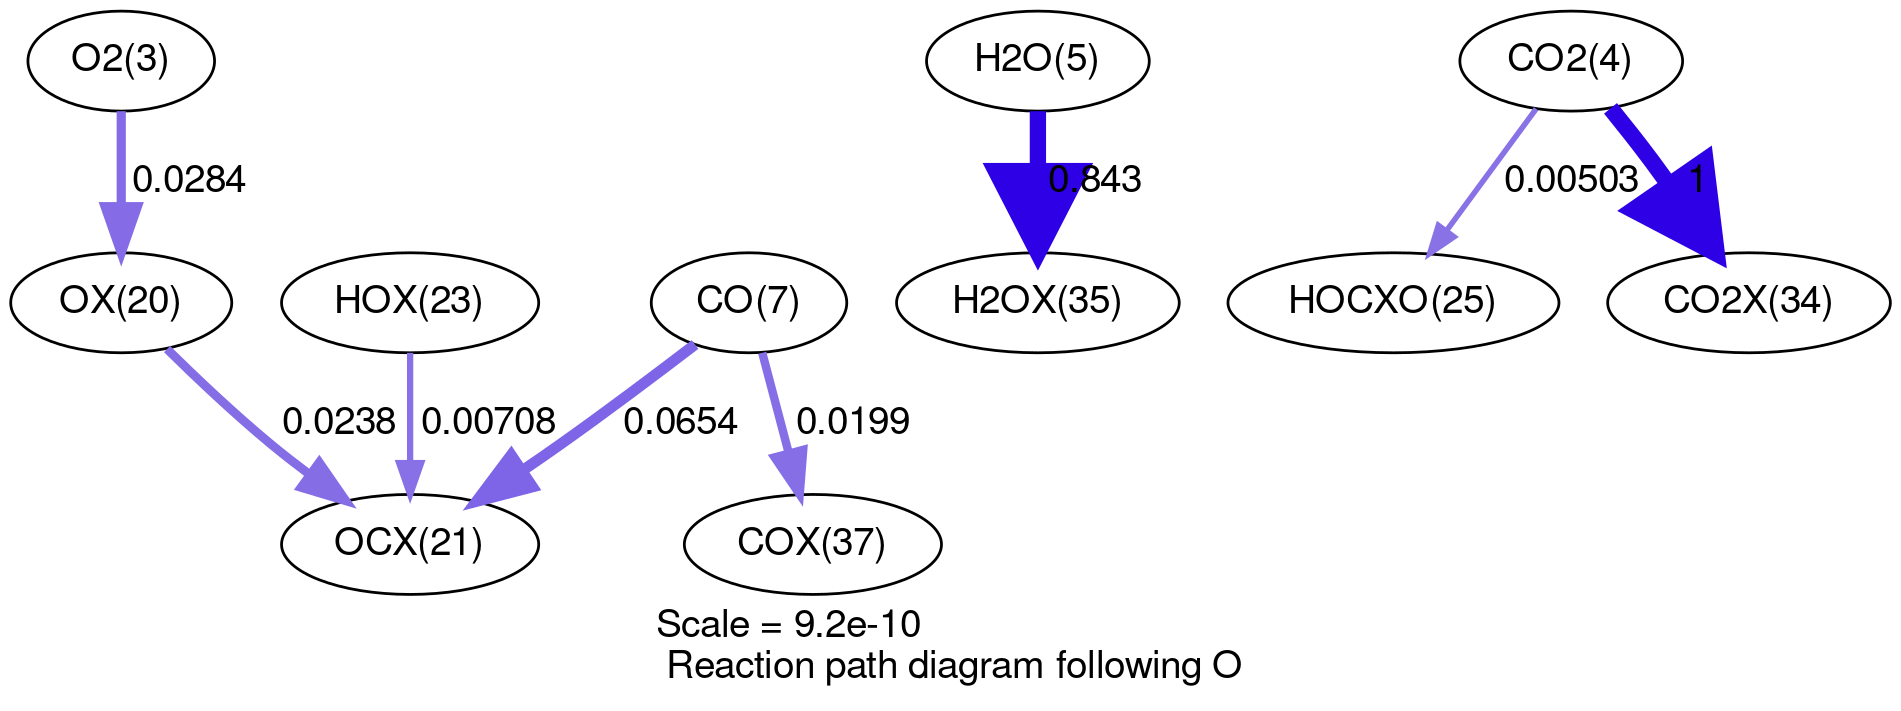 O2(3)
H2O(5)
CO2(4)
0.0284
0.843
0.00503
1
OX(20)
HOX(23)
CO(7)
H2OX(35)
HOCXO(25)
CO2X(34)
0.0238
0.00708
0.0654
0.0199
OCX(21)
COX(37)
Scale = 9.2e-10
Reaction path diagram following O